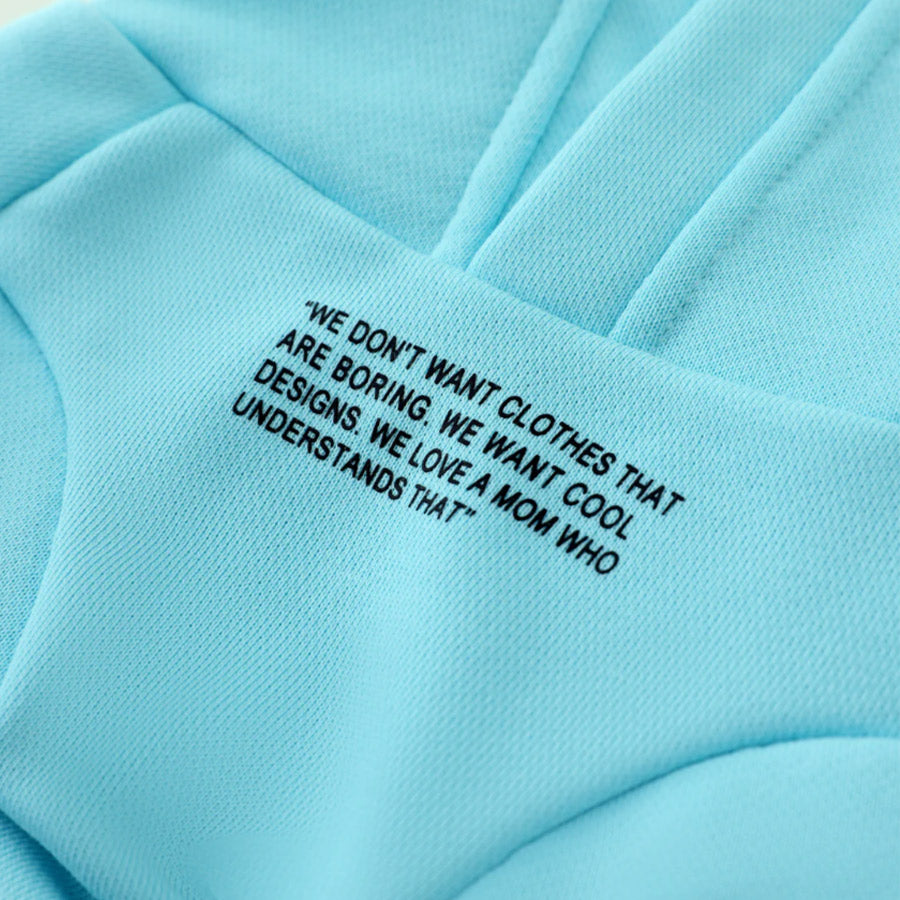 “WE DON'T WANT CLOTHES THAT
ARE BORING. WE WANT COOL
DESIGNS. WE LOVE A MOM WHO
UNDERSTANDS THAT”